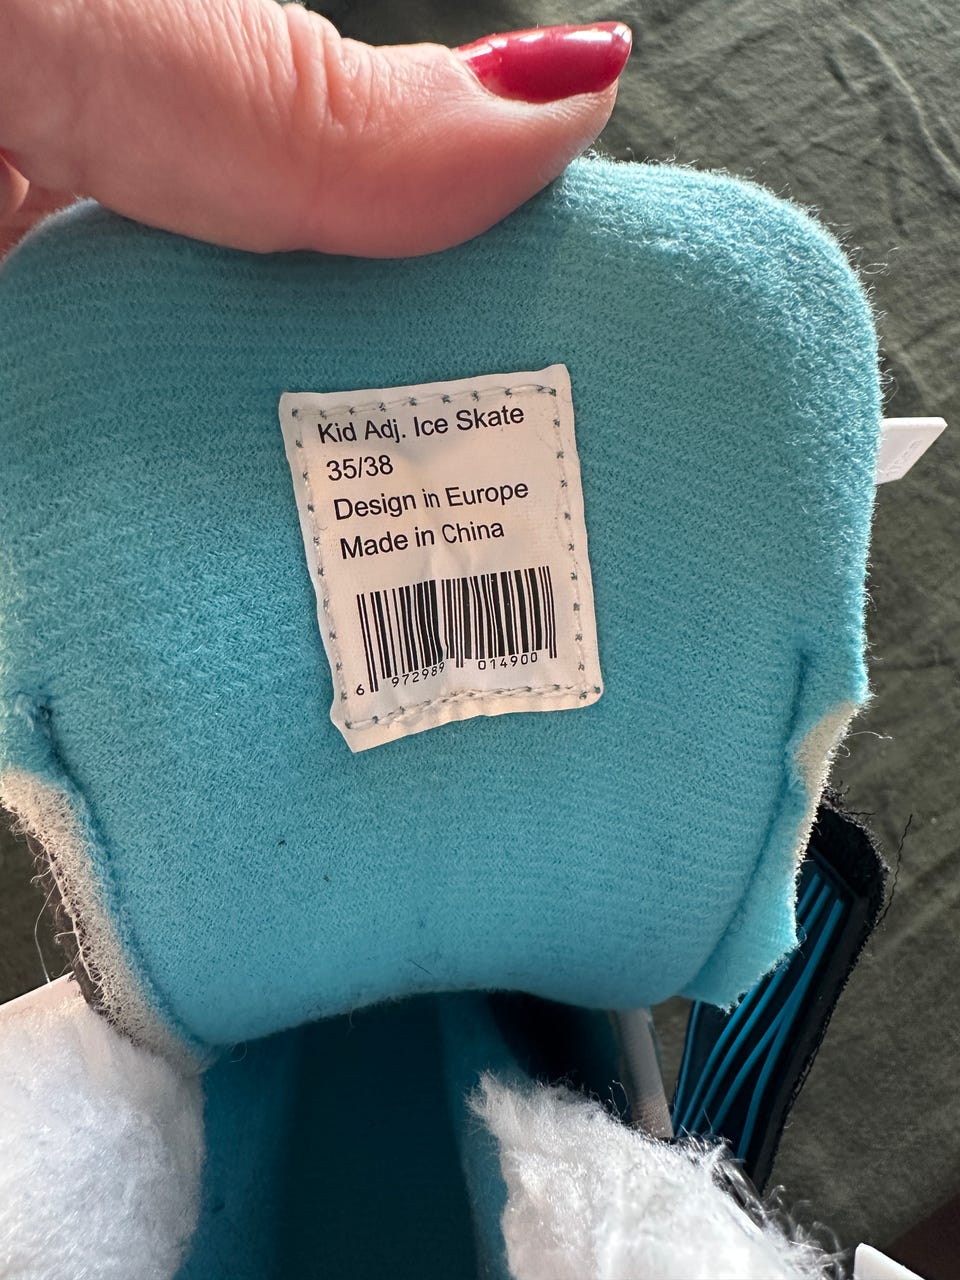 Kid Adj. Ice Skate
35/38
Design in Europe
Made in China
6 972989 014900